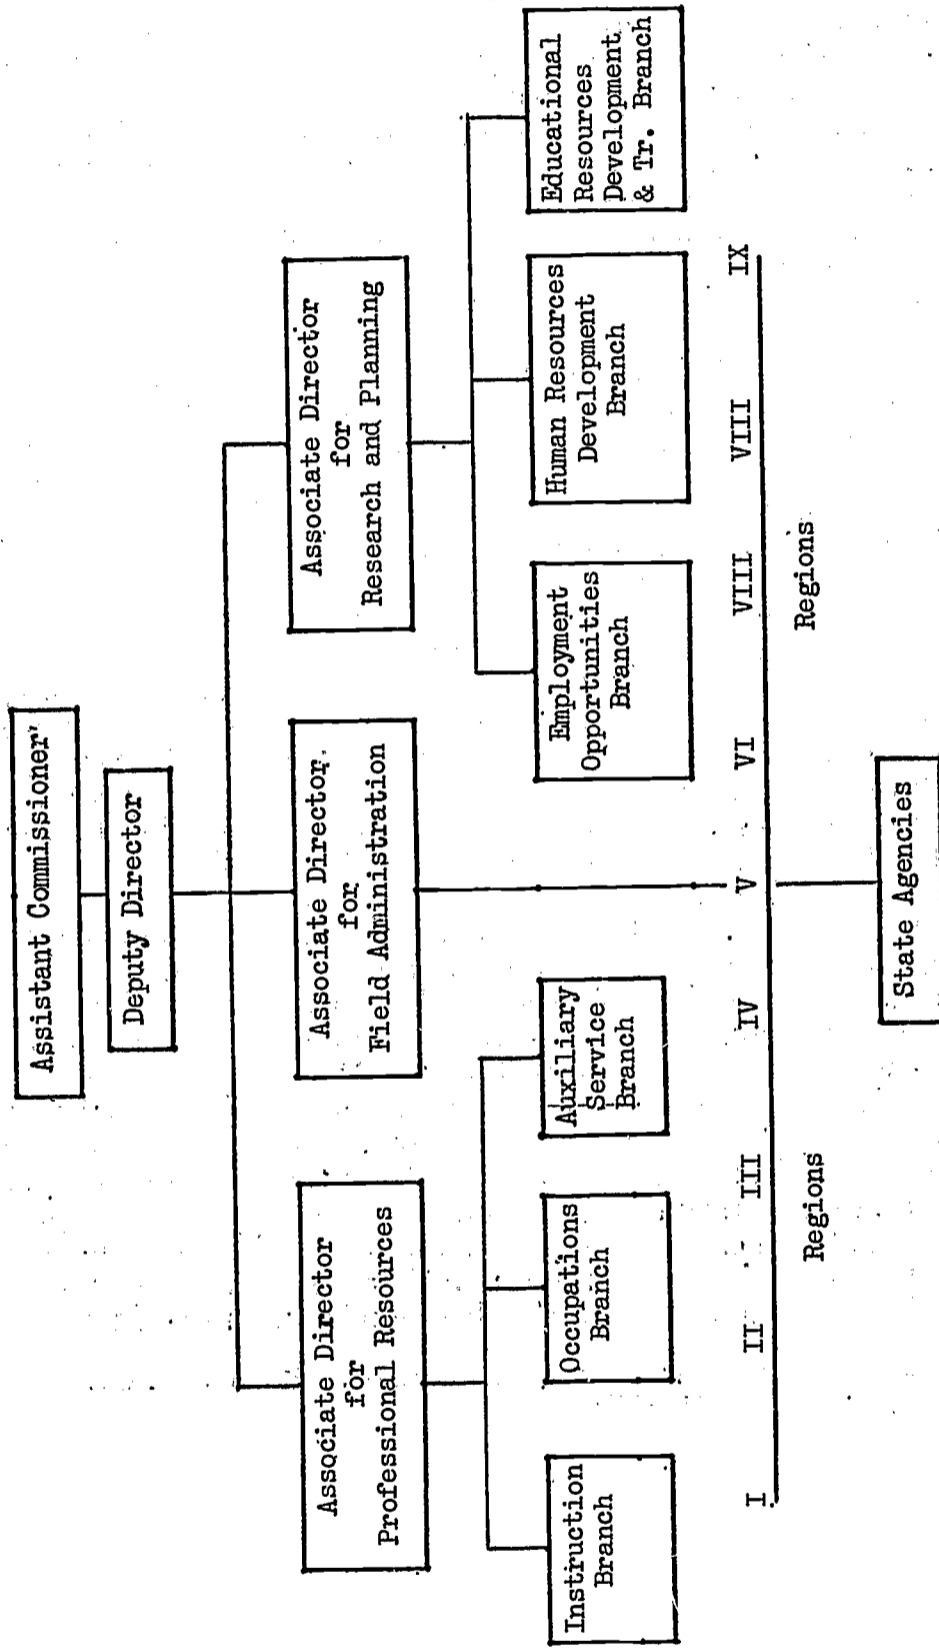 Assistant Commissioner
Deputy Director
Associate Director
for
Professional Resources
Associate Director
for
Field Administration
Associate Director
for
Research and Planning
Instruction
Branch
Occupations
Branch
Auxiliary
Service
Branch
Employment
Opportunities
Branch
Human Resources
Development
Branch
Educational
Resources
Development
& Tr. Branch
I II III IV V VI VIII VIII IX
Regions
Regions
State Agencies